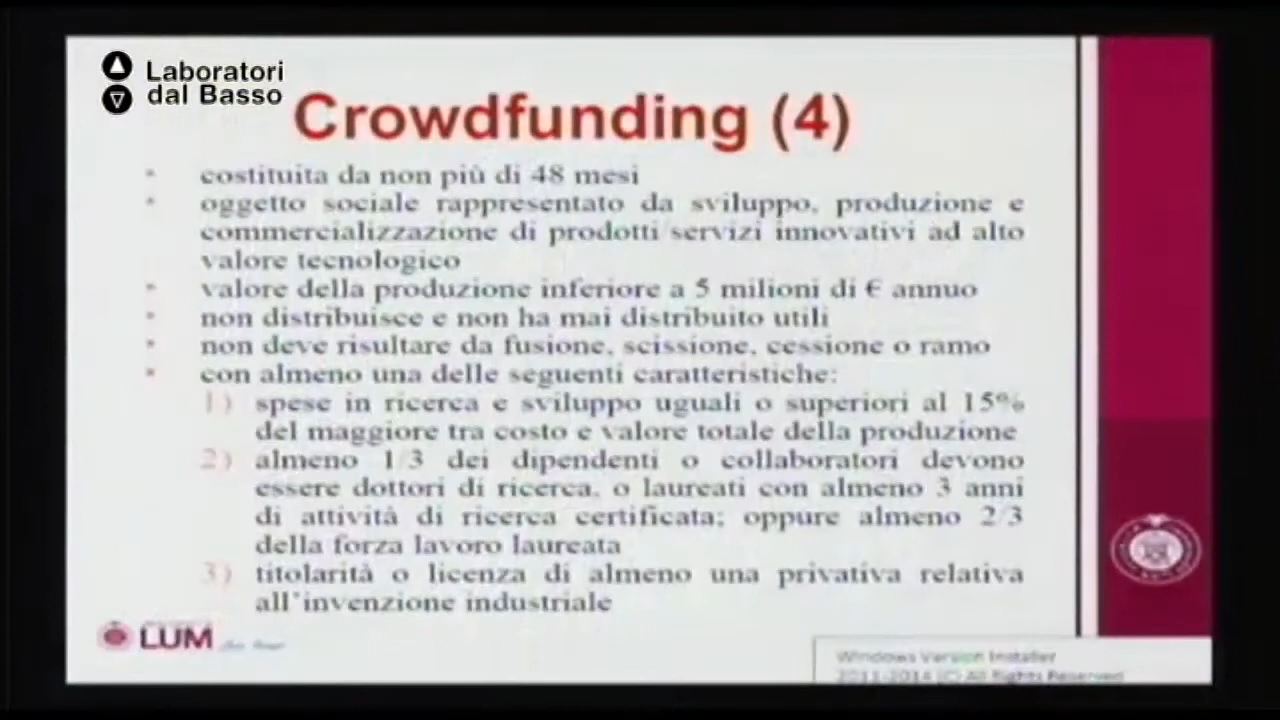 Laboratori
dal Basso
Crowdfunding (4)
costituita da non più di 48 mesi
oggetto sociale rappresentato da sviluppo, produzione e
commercializzazione di prodotti/servizi innovativi ad alto
valore tecnologico
valore della produzione inferiore a 5 milioni di € annuo
non distribuisce e non ha mai distribuito utili
non deve risultare da fusione, scissione, cessione o ramo
con almeno una delle seguenti caratteristiche:
1) spese in ricerca e sviluppo uguali o superiori al 15%
del maggiore tra costo e valore totale della produzione
2) almeno 1/3 dei dipendenti o collaboratori devono
essere dottori di ricerca, o laureati con almeno 3 anni
di attività di ricerca certificata; oppure almeno 2/3
della forza lavoro laureata
3) titolarità o licenza di almeno una privativa relativa
all'invenzione industriale
LUM
Windows Version Installer
2011-2014 (C) All Rights Reserved